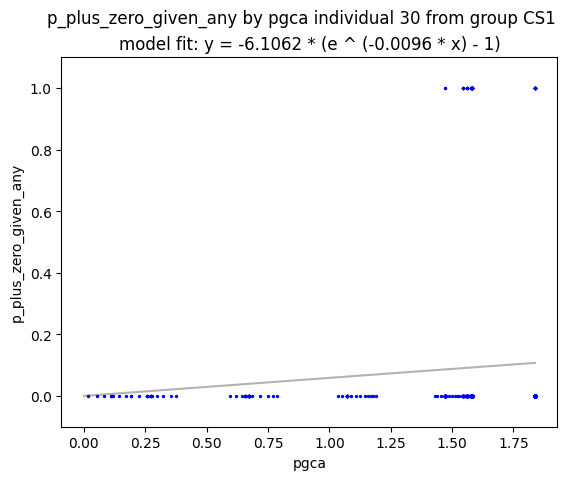 p_plus_zero_given_any by pgca individual 30 from group CS1
model fit: y = -6.1062 * (e ^ (-0.0096 * x) - 1)
1.0
0.8
0.6
0.4
0.2
0.0
p_plus_zero_given_any
0.00 0.25 0.50 0.75 1.00 1.25 1.50 1.75
pgca